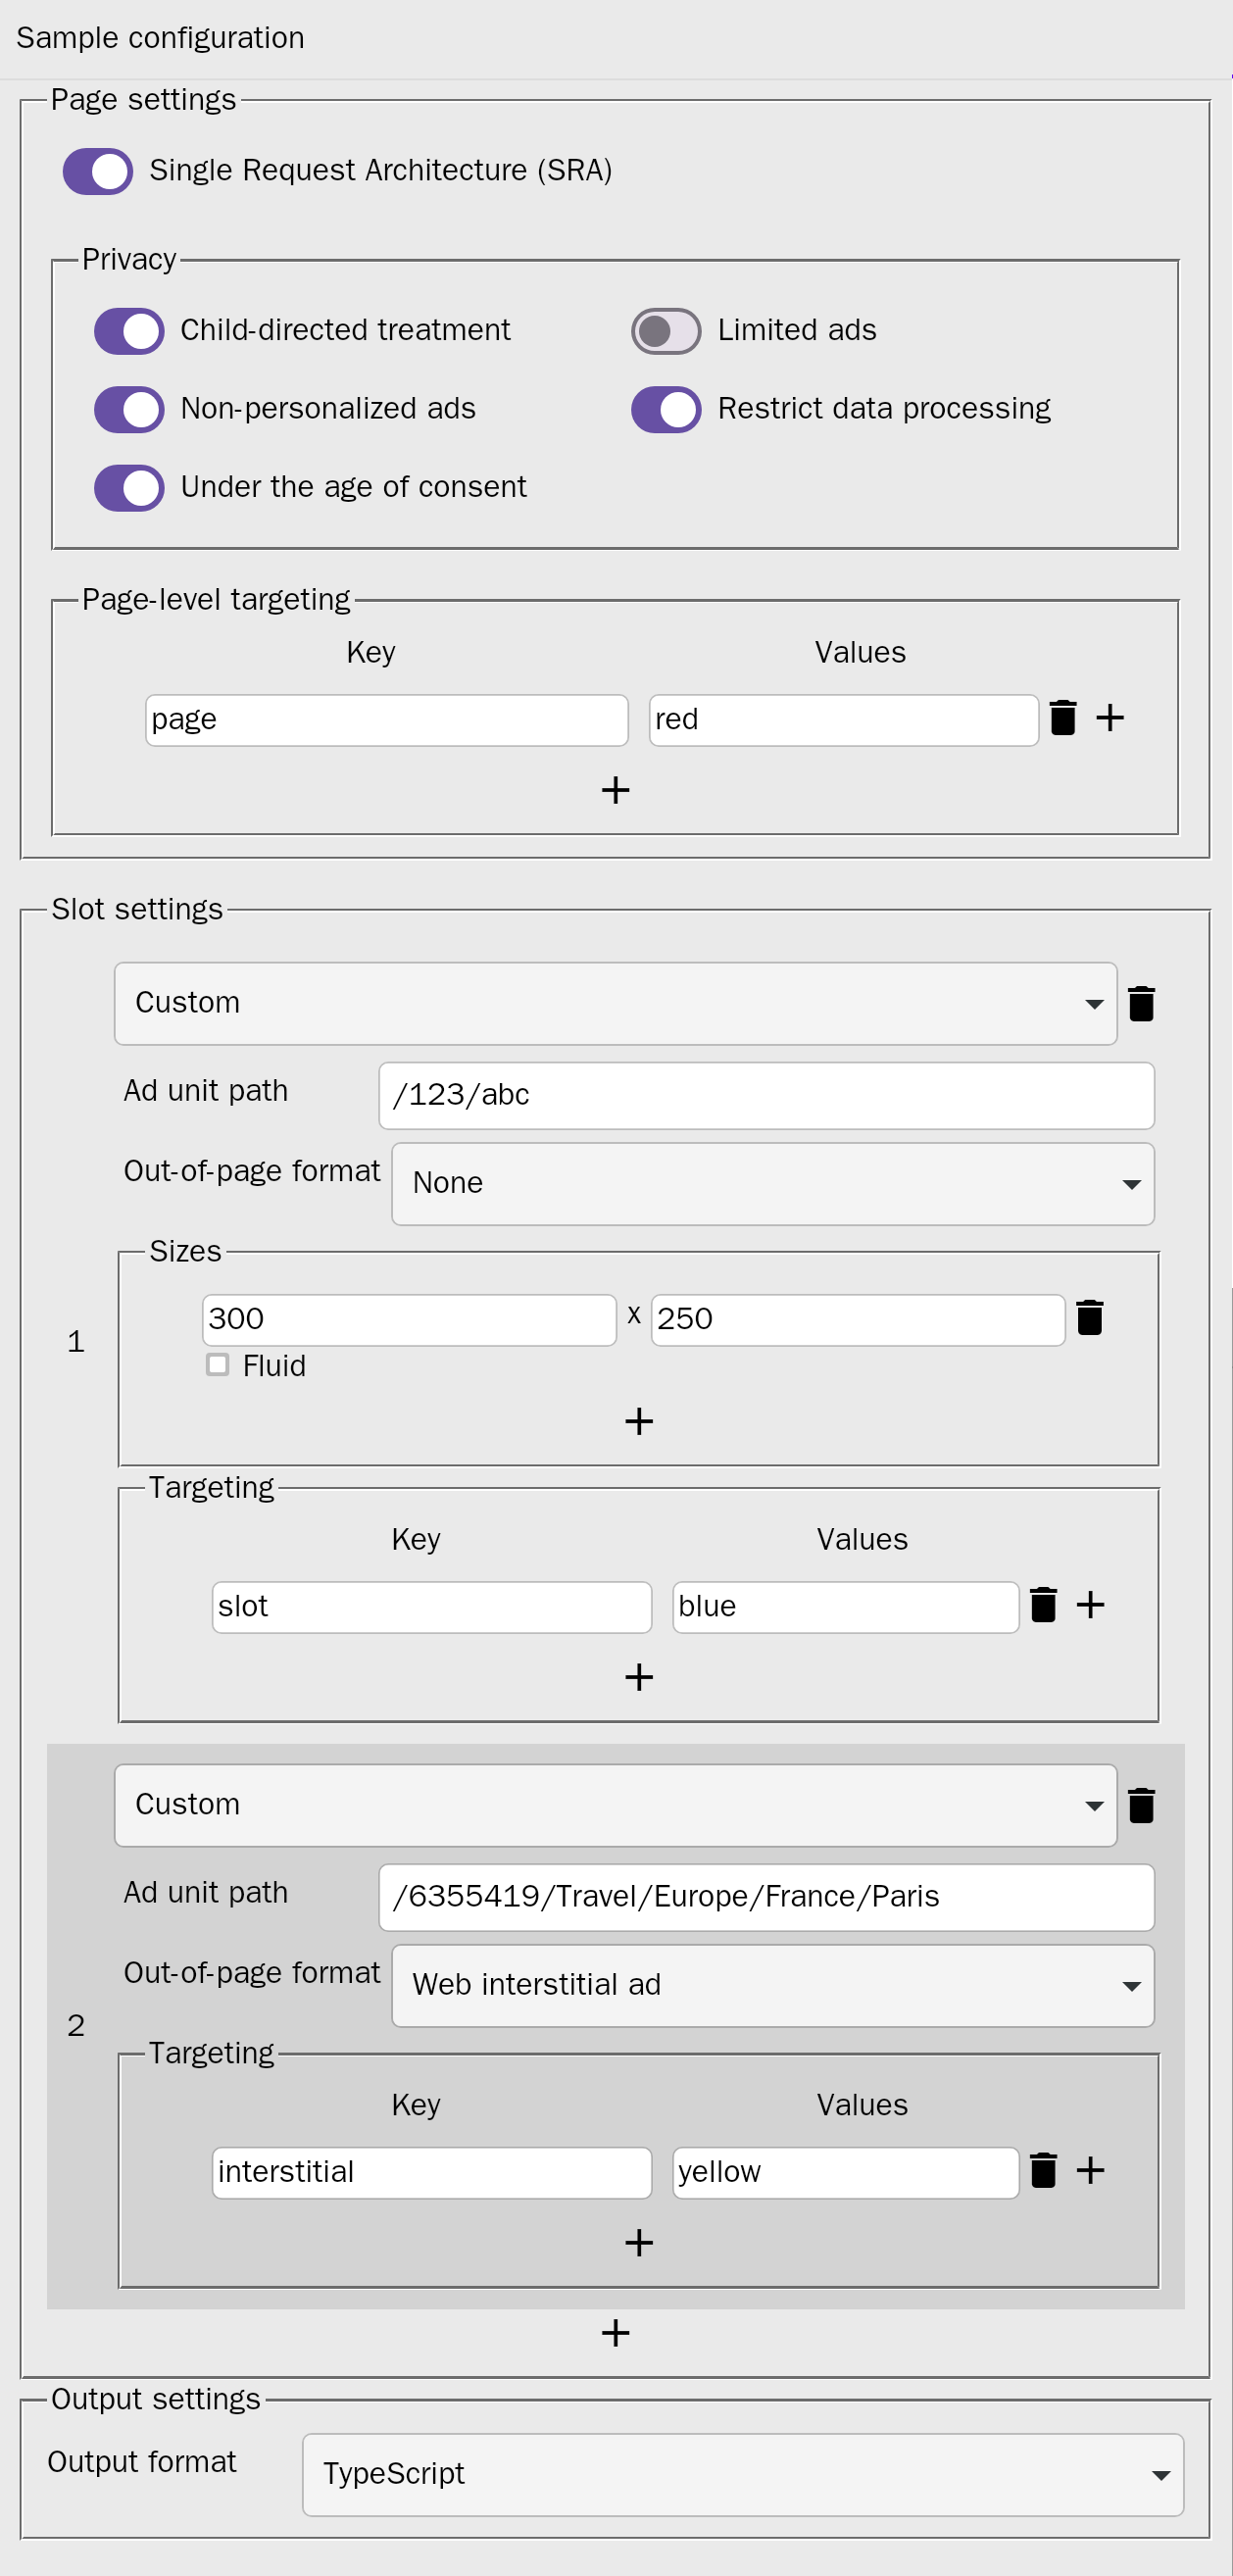 Sample configuration
Page settings
Single Request Architecture (SRA)
Privacy
Child-directed treatment
Limited ads
Non-personalized ads
Restrict data processing
Under the age of consent
Page-level targeting
Key Values
page red
Slot settings
1
Custom
Ad unit path /123/abc
Out-of-page format None
Sizes
300 x 250
Fluid
Targeting
Key Values
slot blue
2
Custom
Ad unit path /6355419/Travel/Europe/France/Paris
Out-of-page format Web interstitial ad
Targeting
Key Values
interstitial yellow
Output settings
Output format TypeScript